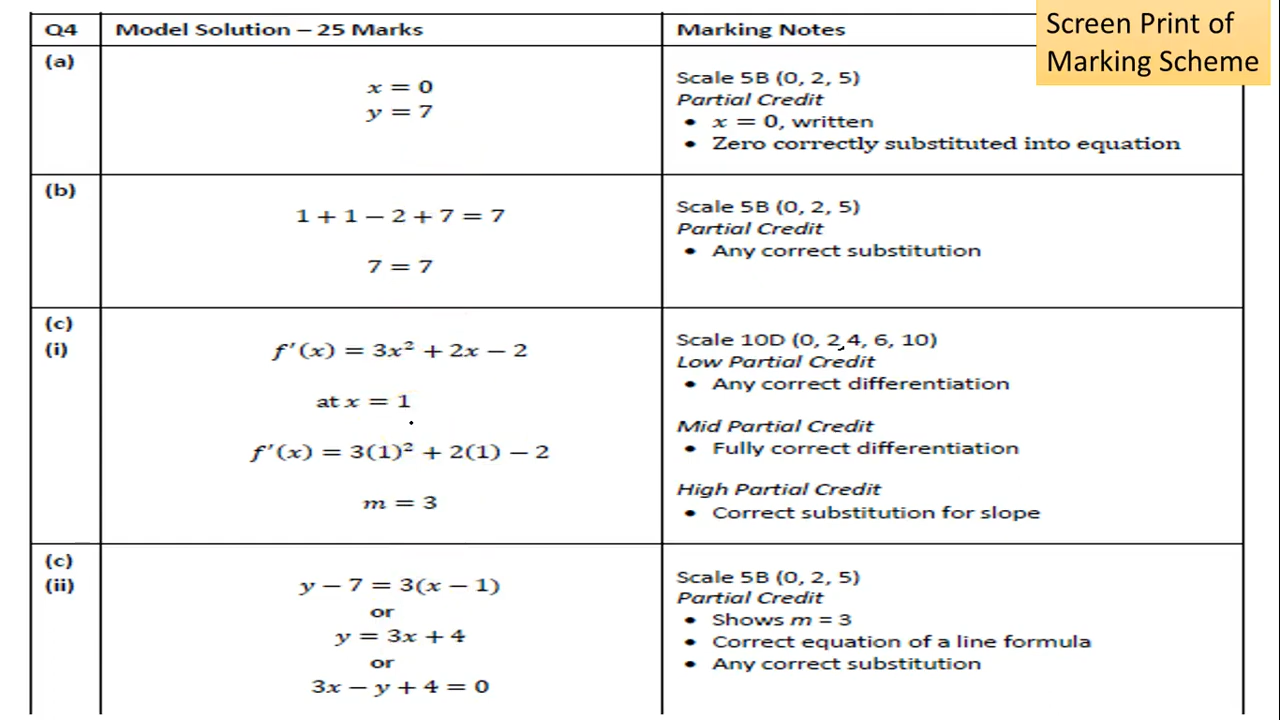 Screen Print of
Marking Scheme
Q4 Model Solution – 25 Marks Marking Notes
(a)
x = 0
y = 7
Scale 5B (0, 2, 5)
Partial Credit
• x = 0, written
• Zero correctly substituted into equation
(b)
1 + 1 − 2 + 7 = 7
7 = 7
Scale 5B (0, 2, 5)
Partial Credit
• Any correct substitution
(c)
(i)
f′(x) = 3x² + 2x − 2
at x = 1
f′(x) = 3(1)² + 2(1) − 2
m = 3
Scale 10D (0, 2,4, 6, 10)
Low Partial Credit
• Any correct differentiation
Mid Partial Credit
• Fully correct differentiation
High Partial Credit
• Correct substitution for slope
(c)
(ii)
y − 7 = 3(x − 1)
or
y = 3x + 4
or
3x − y + 4 = 0
Scale 5B (0, 2, 5)
Partial Credit
• Shows m = 3
• Correct equation of a line formula
• Any correct substitution